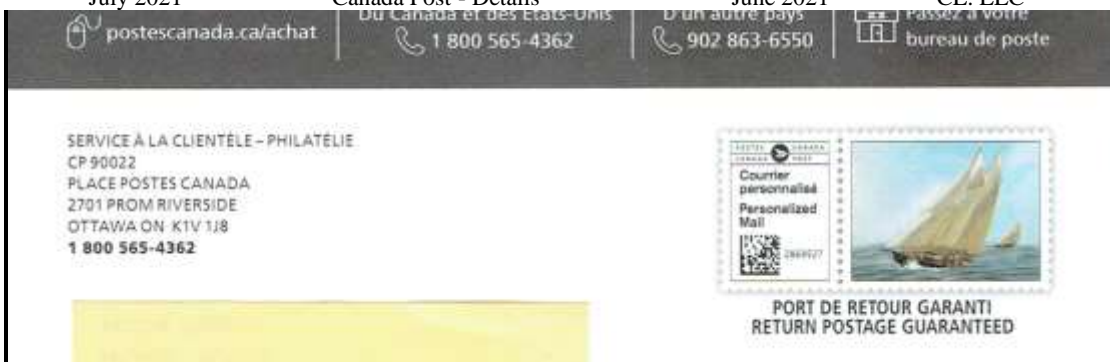 July 2021 Canada Post - Details June 2021 CE. LEC
Du Canada et des États-Unis D'un autre pays Passez à votre
postescanada.ca/achat 1 800 565-4362 902 863-6550 bureau de poste
SERVICE À LA CLIENTÈLE – PHILATÉLIE
CP 90022
PLACE POSTES CANADA
2701 PROM RIVERSIDE
OTTAWA ON K1V 1J8
1 800 565-4362
POSTES CANADA
CANADA POST
Courrier
personnalisé
Personalized
Mail
PORT DE RETOUR GARANTI
RETURN POSTAGE GUARANTEED